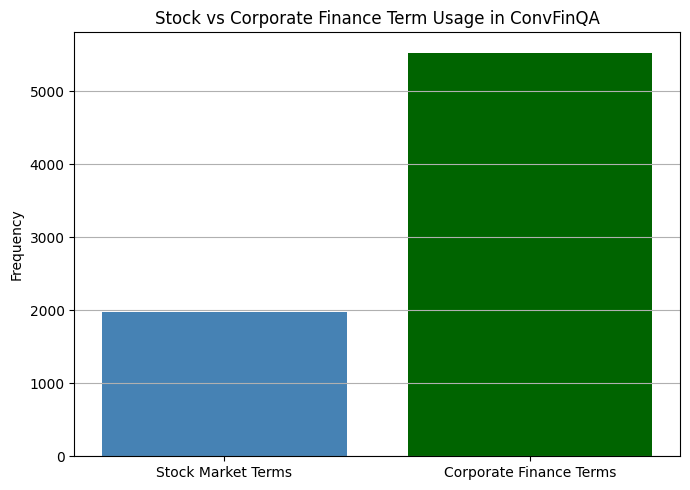 Stock vs Corporate Finance Term Usage in ConvFinQA
Frequency
5000
4000
3000
2000
1000
0
Stock Market Terms
Corporate Finance Terms